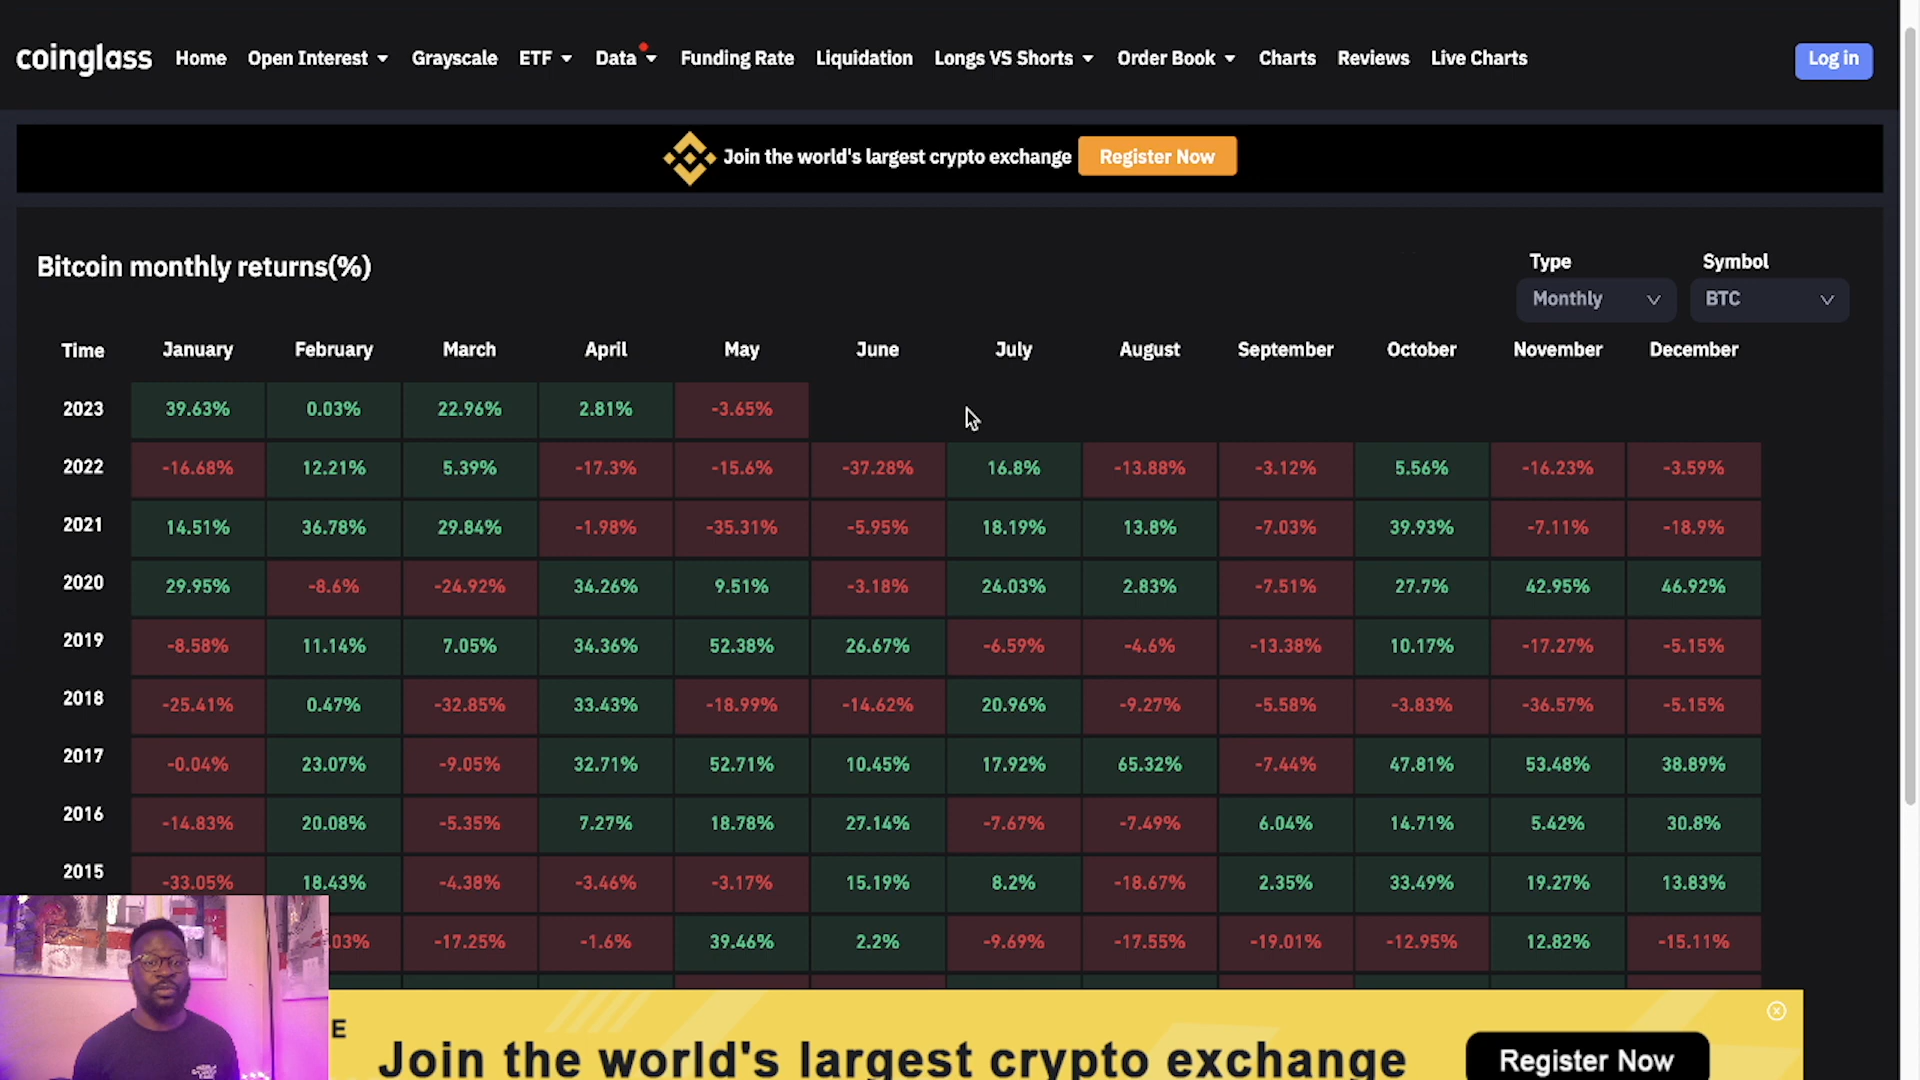 coinglass Home Open Interest Grayscale ETF Data Funding Rate Liquidation Longs VS Shorts Order Book Charts Reviews Live Charts Log in
Join the world's largest crypto exchange Register Now
Bitcoin monthly returns(%)
Type Symbol
Monthly BTC
Time January February March April May June July August September October November December
2023 39.63% 0.03% 22.96% 2.81% -3.65%
2022 -16.68% 12.21% 5.39% -17.3% -15.6% -37.28% 16.8% -13.88% -3.12% 5.56% -16.23% -3.59%
2021 14.51% 36.78% 29.84% -1.98% -35.31% -5.95% 18.19% 13.8% -7.03% 39.93% -7.11% -18.9%
2020 29.95% -8.6% -24.92% 34.26% 9.51% -3.18% 24.03% 2.83% -7.51% 27.7% 42.95% 46.92%
2019 -8.58% 11.14% 7.05% 34.36% 52.38% 26.67% -6.59% -4.6% -13.38% 10.17% -17.27% -5.15%
2018 -25.41% 0.47% -32.85% 33.43% -18.99% -14.62% 20.96% -9.27% -5.58% -3.83% -36.57% -5.15%
2017 -0.04% 23.07% -9.05% 32.71% 52.71% 10.45% 17.92% 65.32% -7.44% 47.81% 53.48% 38.89%
2016 -14.83% 20.08% -5.35% 7.27% 18.78% 27.14% -7.67% -7.49% 6.04% 14.71% 5.42% 30.8%
2015 -33.05% 18.43% -4.38% -3.46% -3.17% 15.19% 8.2% -18.67% 2.35% 33.49% 19.27% 13.83%
.03% -17.25% -1.6% 39.46% 2.2% -9.69% -17.55% -19.01% -12.95% 12.82% -15.11%
E
Join the world's largest crypto exchange Register Now